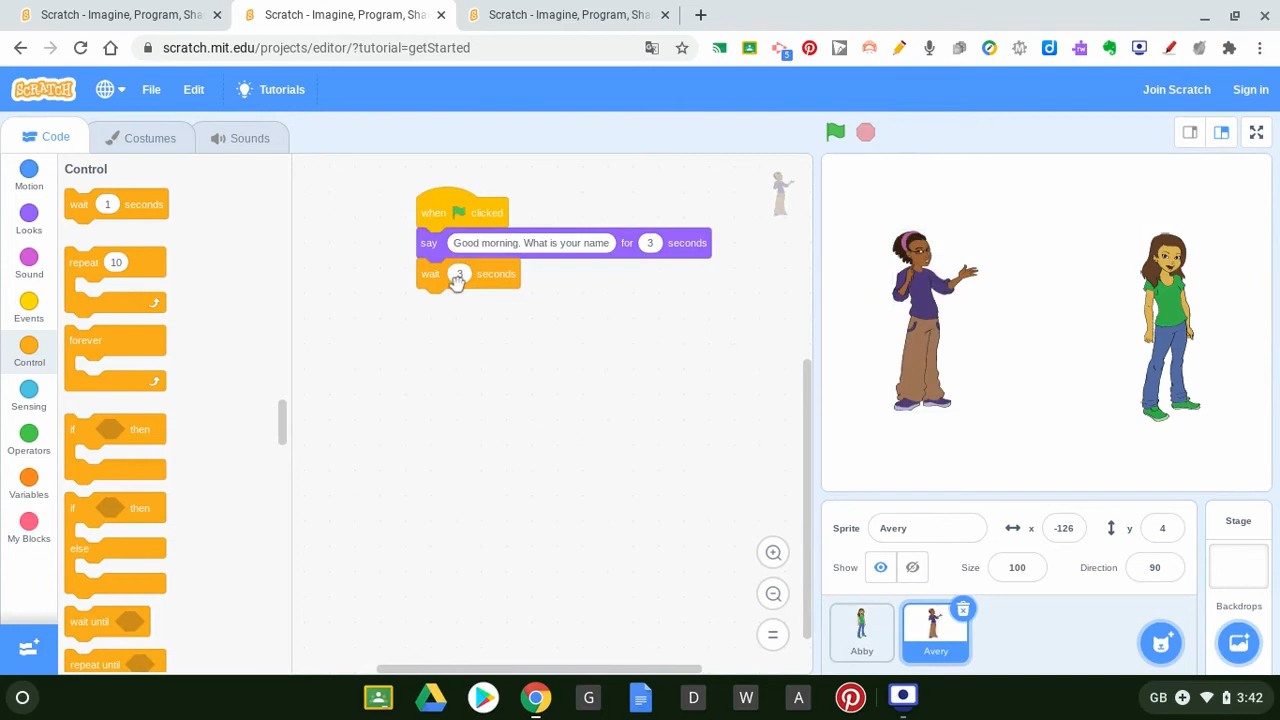 Scratch - Imagine, Program, Sha
Scratch - Imagine, Program, Sha
Scratch - Imagine, Program, Sha
scratch.mit.edu/projects/editor/?tutorial=getStarted
5
SCRATCH
File
Edit
Tutorials
Join Scratch
Sign in
Code
Costumes
Sounds
Motion
Looks
Sound
Events
Control
Sensing
Operators
Variables
My Blocks
Control
wait 1 seconds
repeat 10
forever
if then
if then
else
wait until
repeat until
when clicked
say Good morning. What is your name for 3 seconds
wait 3 seconds
Sprite Avery x -126 y 4
Show Size 100 Direction 90
Abby
Avery
Stage
Backdrops
G
D
W
A
GB
3:42